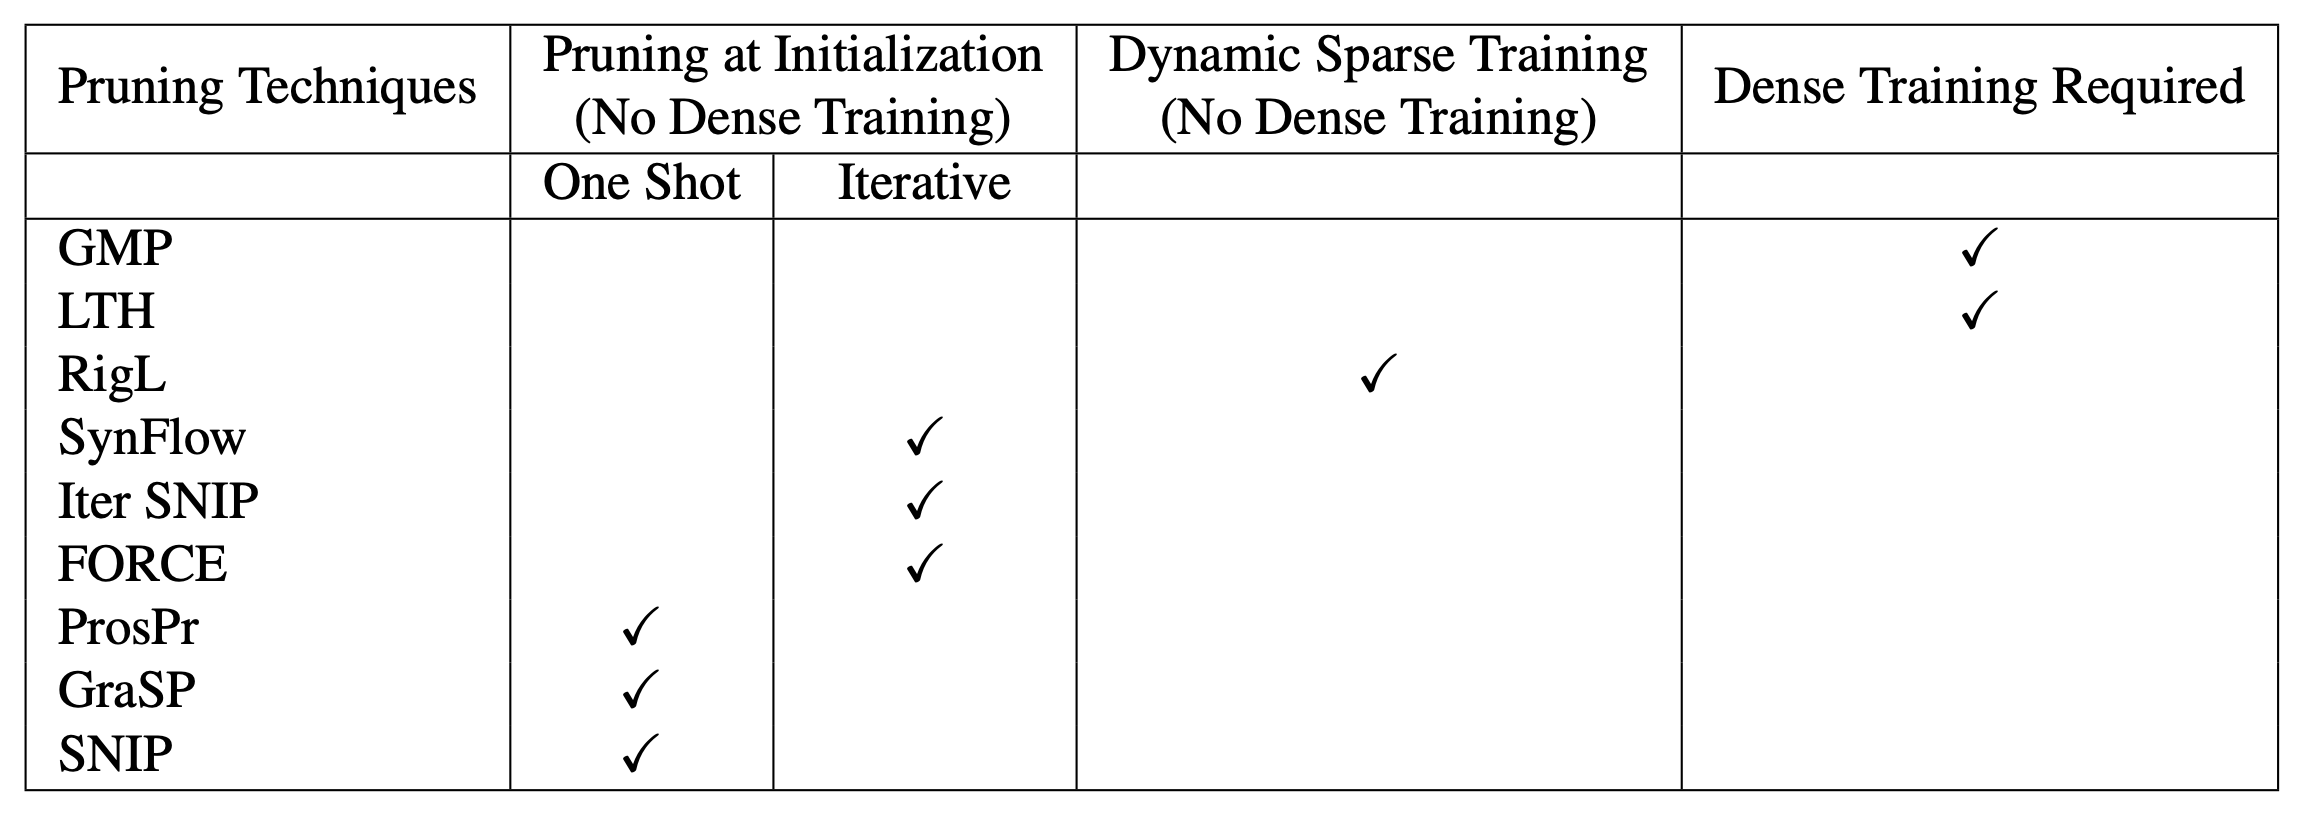 Pruning Techniques
Pruning at Initialization
(No Dense Training)
Dynamic Sparse Training
(No Dense Training)
Dense Training Required
One Shot
Iterative
GMP ✓
LTH ✓
RigL ✓
SynFlow ✓
Iter SNIP ✓
FORCE ✓
ProsPr ✓
GraSP ✓
SNIP ✓